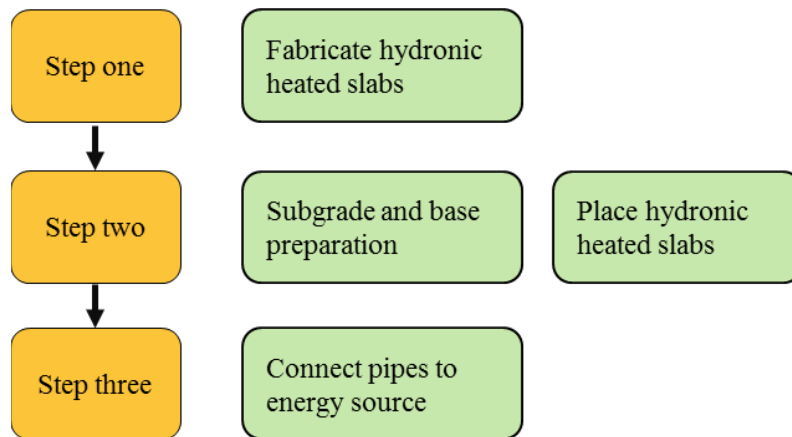 Step one
Fabricate hydronic
heated slabs
Step two
Subgrade and base
preparation
Place hydronic
heated slabs
Step three
Connect pipes to
energy source